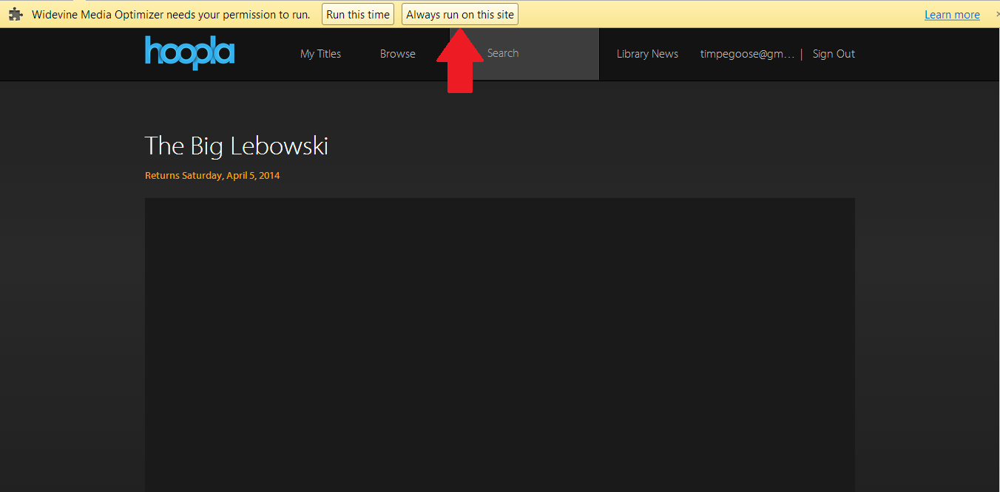 Widevine Media Optimizer needs your permission to run. Run this time Always run on this site Learn more
hoopla My Titles Browse Search Library News timpegoose@gm... | Sign Out
The Big Lebowski
Returns Saturday, April 5, 2014